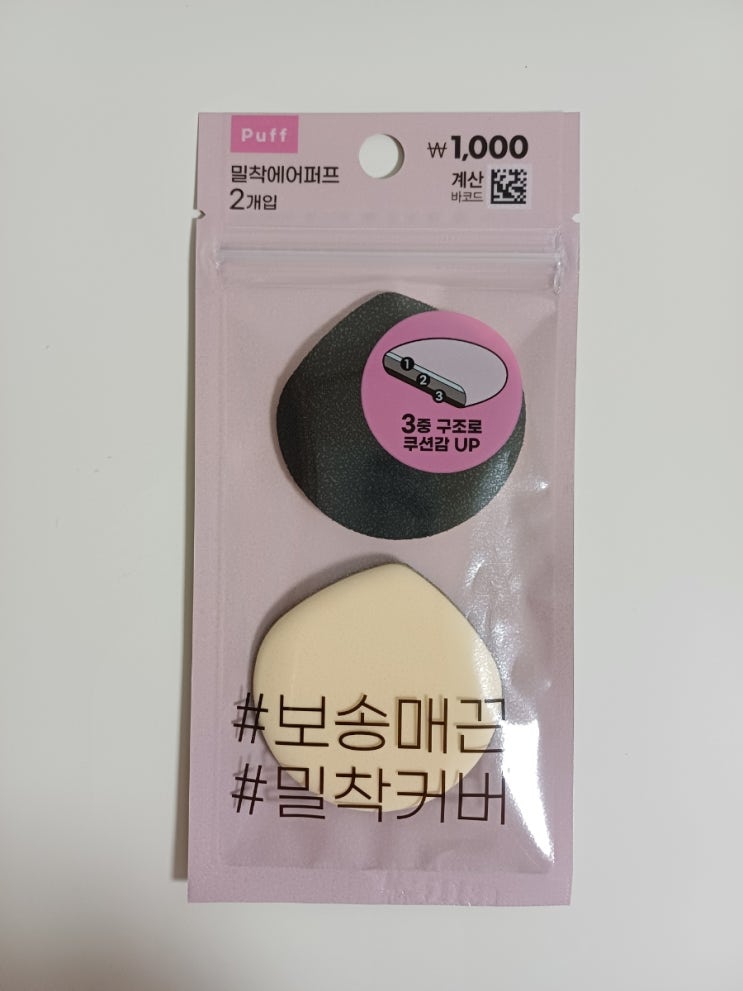 Puff
밀착에어퍼프
2개입
₩1,000
계산
바코드
1
2
3
3중 구조로
쿠션감 UP
#보송매끈
#밀착커버